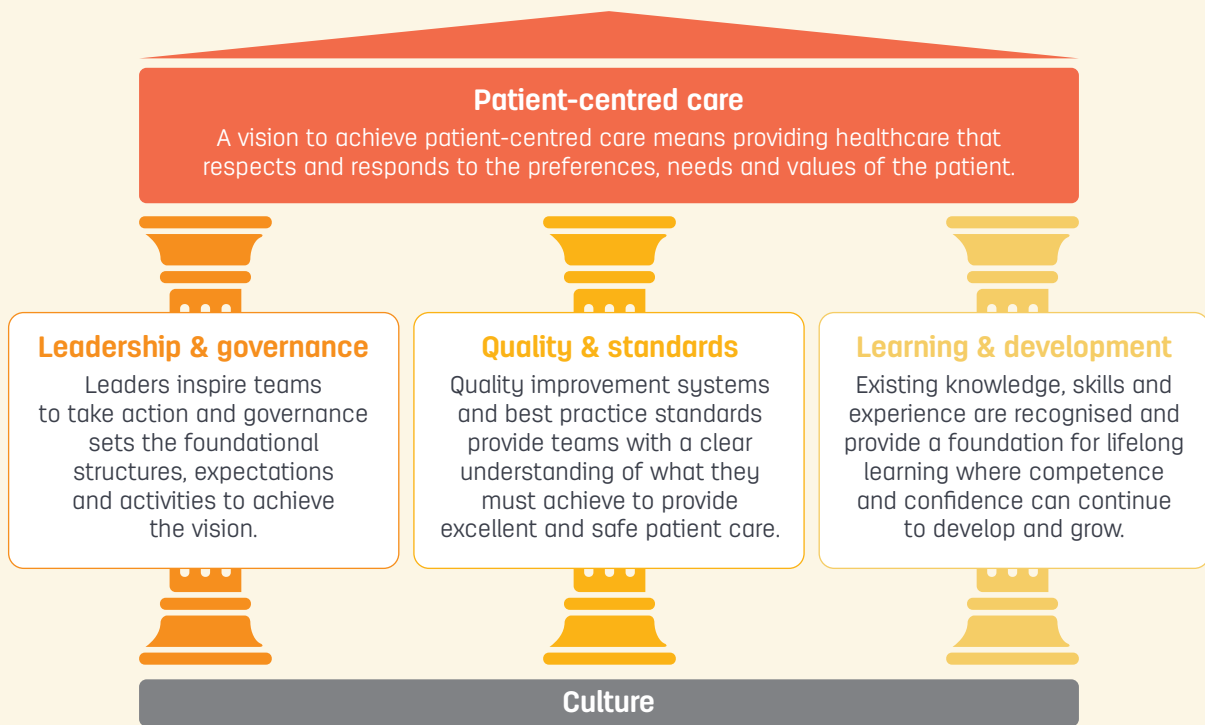 Patient-centred care
A vision to achieve patient-centred care means providing healthcare that
respects and responds to the preferences, needs and values of the patient.
Leadership & governance
Leaders inspire teams
to take action and governance
sets the foundational
structures, expectations
and activities to achieve
the vision.
Quality & standards
Quality improvement systems
and best practice standards
provide teams with a clear
understanding of what they
must achieve to provide
excellent and safe patient care.
Learning & development
Existing knowledge, skills and
experience are recognised and
provide a foundation for lifelong
learning where competence
and confidence can continue
to develop and grow.
Culture